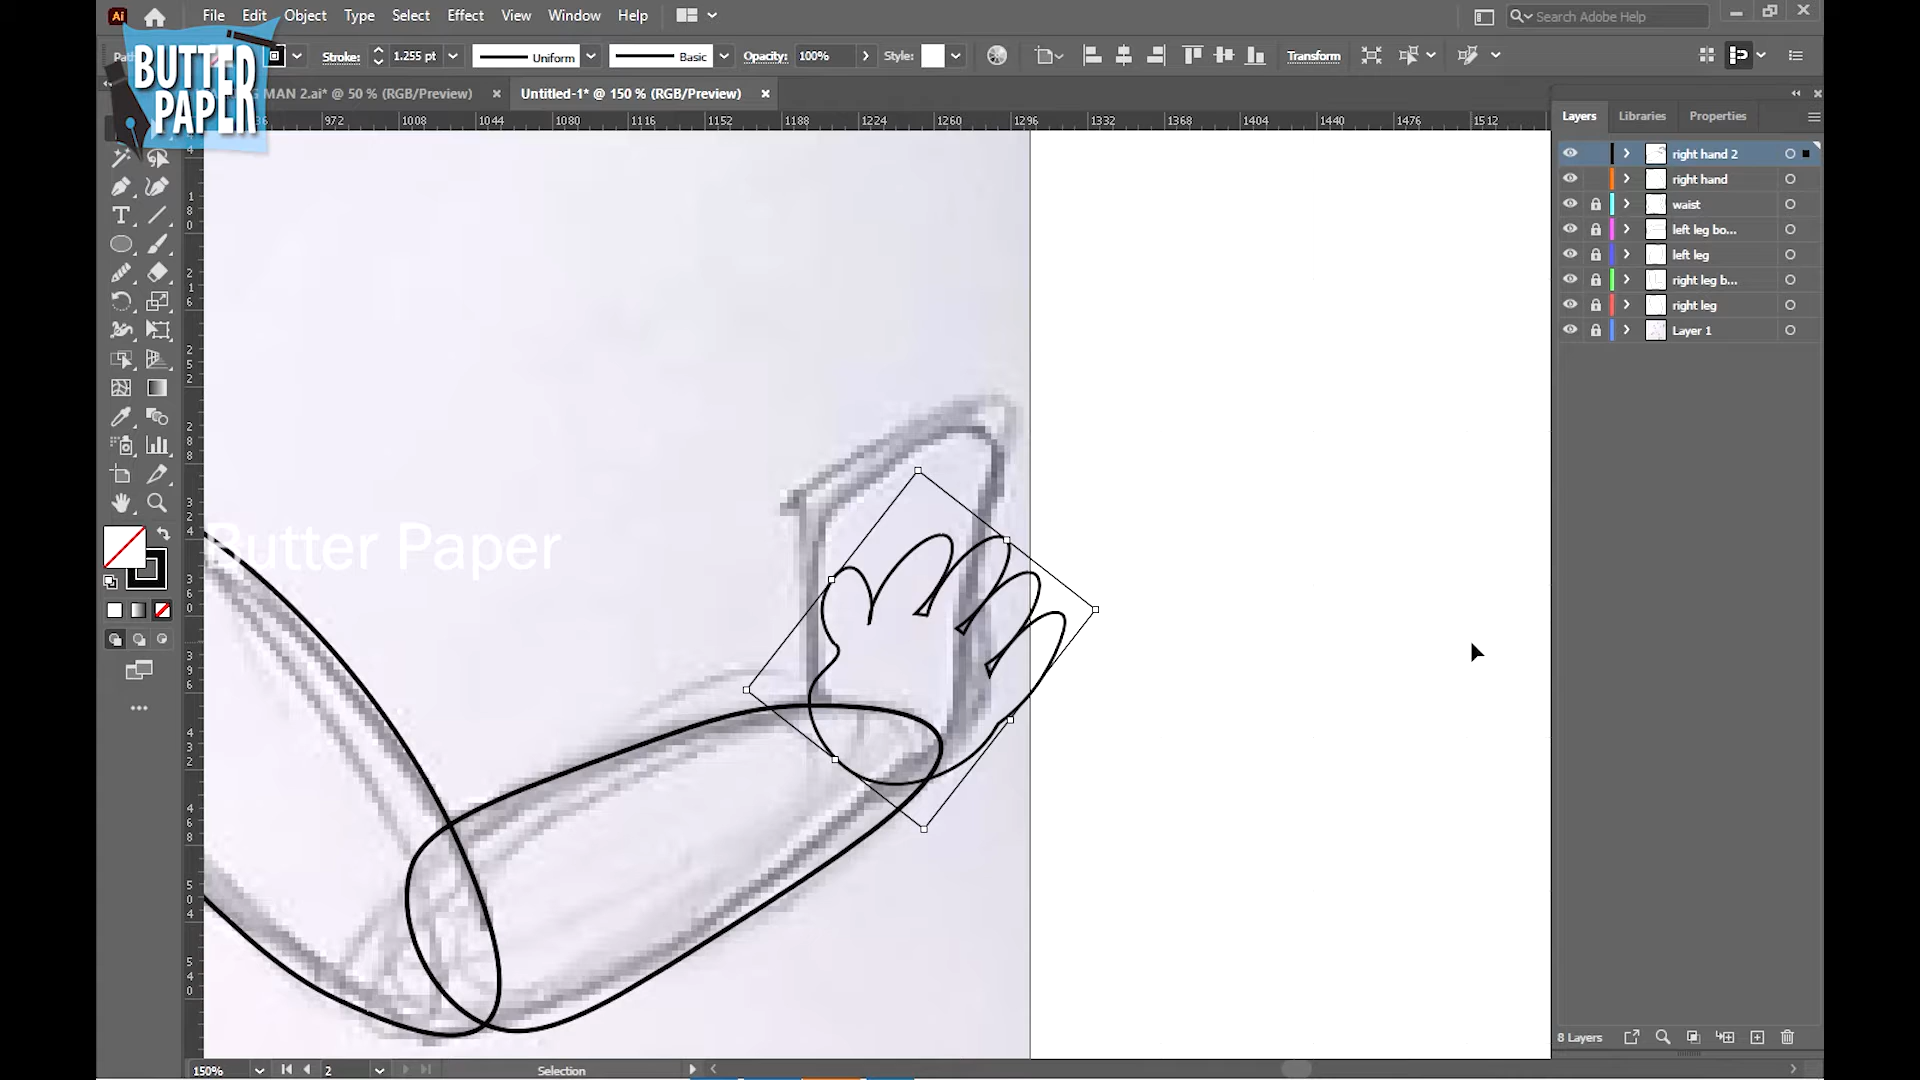 Ai File Edit Object Type Select Effect View Window Help Search Adobe Help
BUTTER
PAPER
Stroke: 1.255 pt Uniform Basic Opacity: 100% Style: Transform
G MAN 2.ai* @ 50 % (RGB/Preview) × Untitled-1* @ 150 % (RGB/Preview) ×
972 1008 1044 1080 1116 1152 1188 1224 1260 1296 1332 1368 1404 1440 1476 1512
Layers Libraries Properties
right hand 2
right hand
waist
left leg bo...
left leg
right leg b...
right leg
Layer 1
Butter Paper
8 Layers
150% 2 Selection